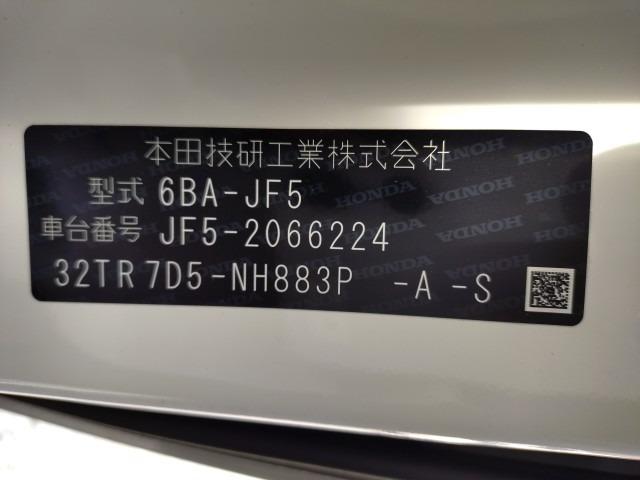 本田技研工業株式会社
型式 6BA-JF5
車台番号 JF5-2066224
32TR 7D5-NH883P -A -S